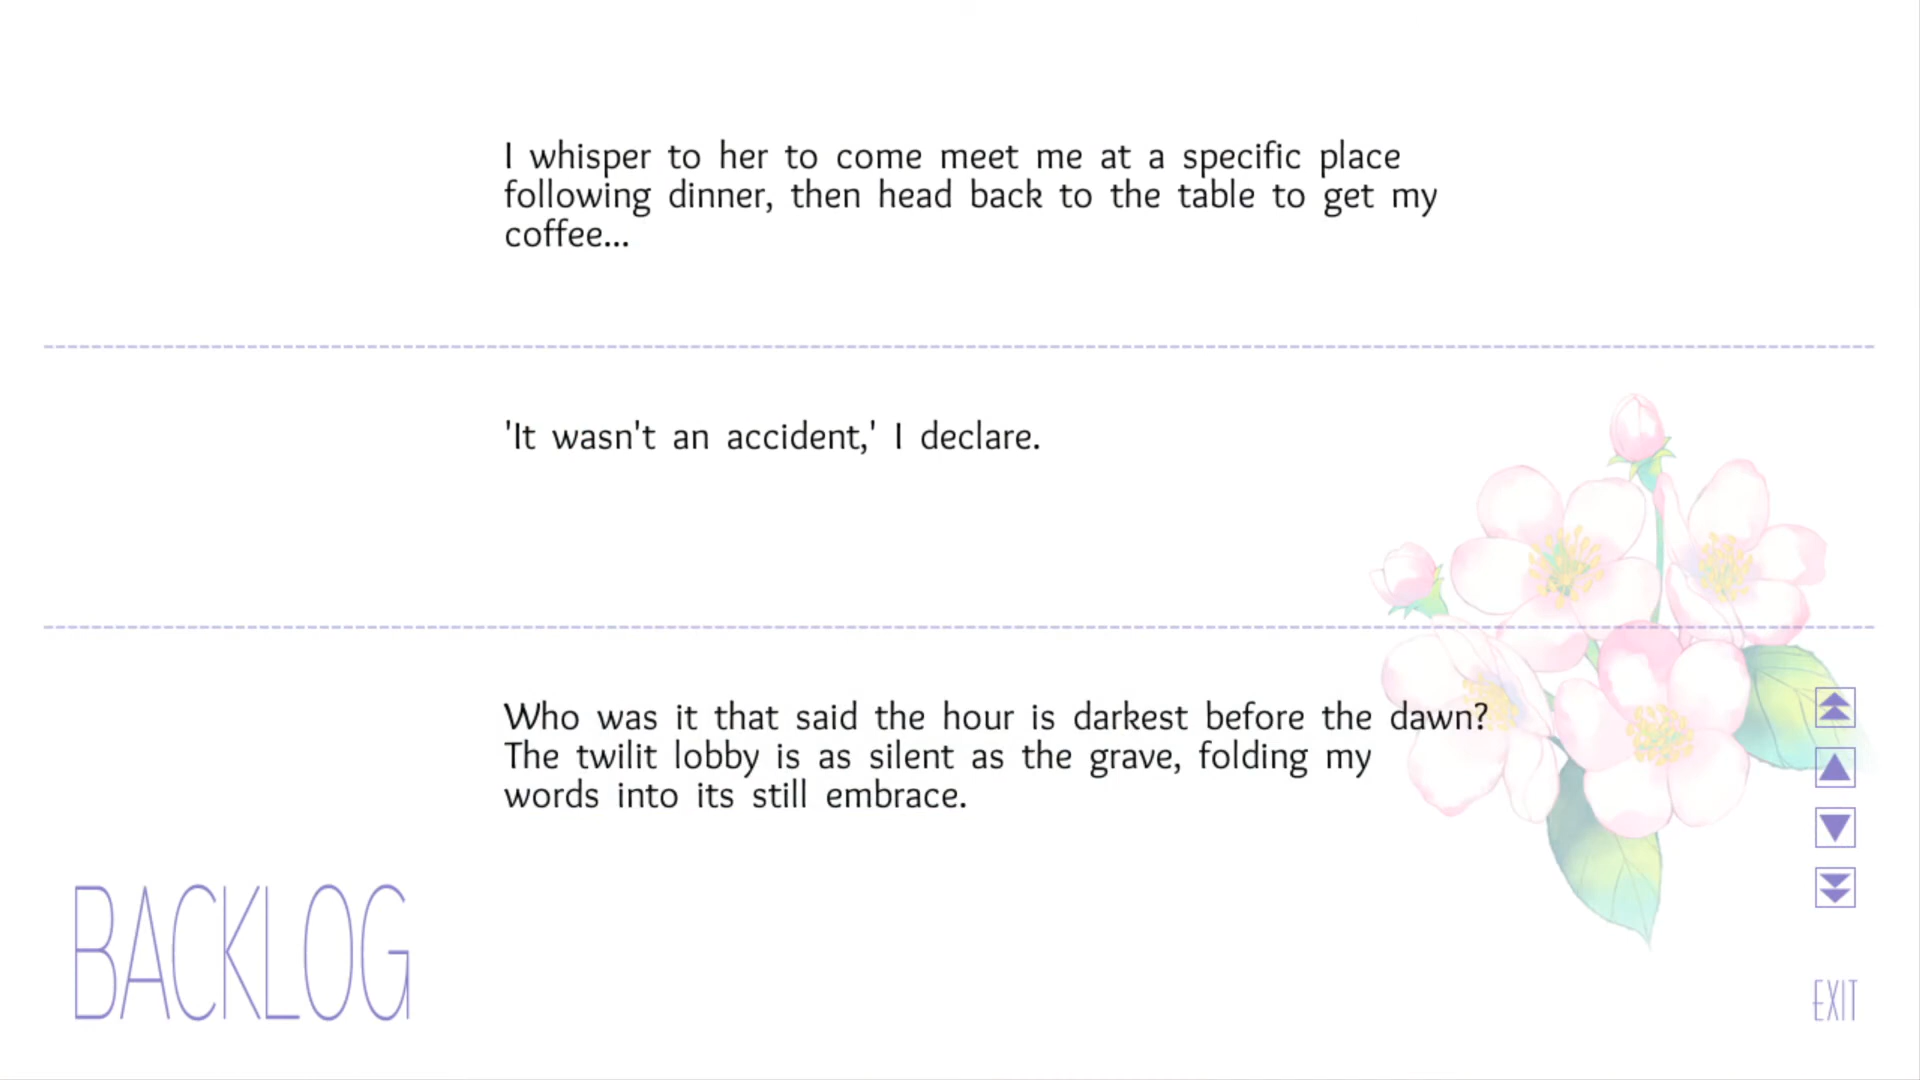 I whisper to her to come meet me at a specific place
following dinner, then head back to the table to get my
coffee...
'It wasn't an accident,' I declare.
Who was it that said the hour is darkest before the dawn?
The twilit lobby is as silent as the grave, folding my
words into its still embrace.
BACKLOG
EXIT